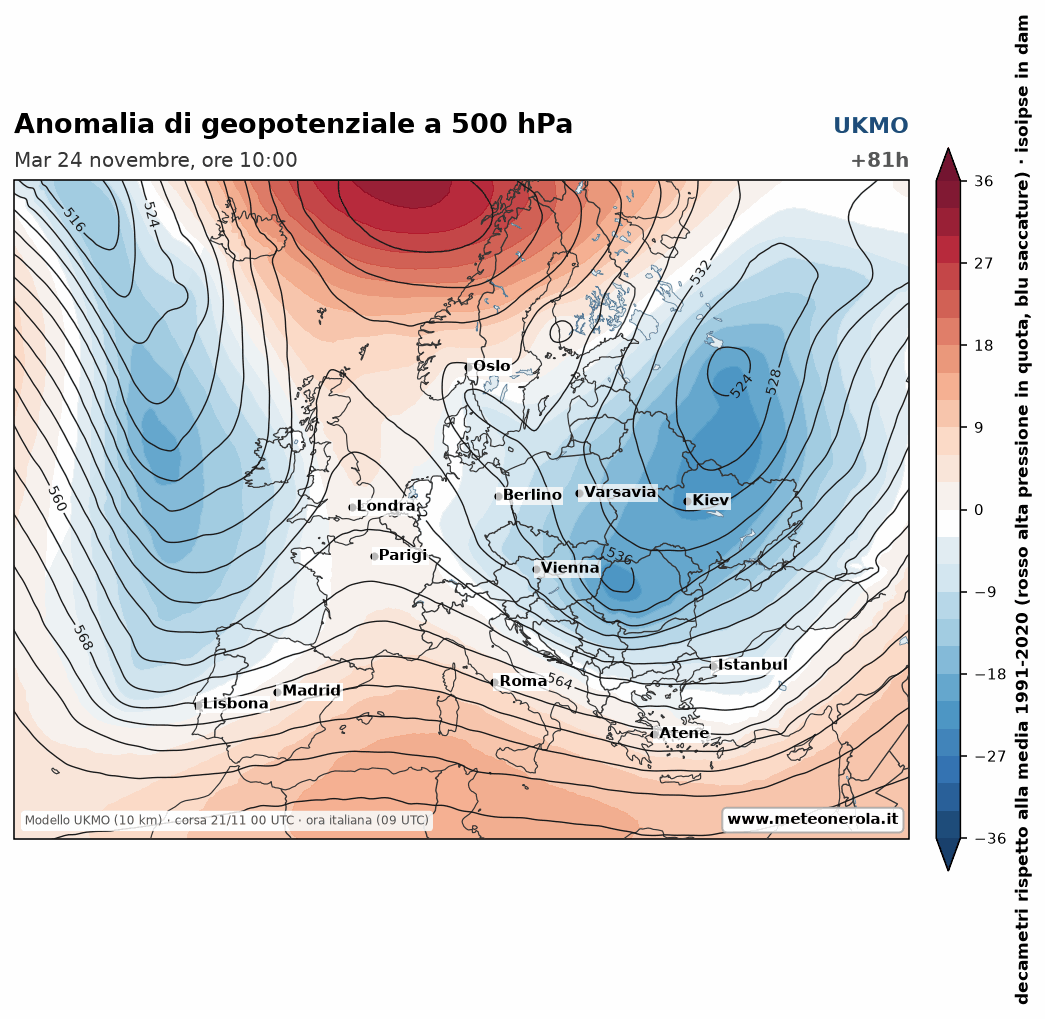 Anomalia di geopotenziale a 500 hPa
UKMO
Mar 24 novembre, ore 10:00
+81h
516
524
532
524
528
560
536
568
564
Oslo
Berlino
Varsavia
Kiev
Londra
Parigi
Vienna
Istanbul
Roma
Madrid
Lisbona
Atene
Modello UKMO (10 km) · corsa 21/11 00 UTC · ora italiana (09 UTC)
www.meteonerola.it
36
27
18
9
0
−9
−18
−27
−36
decametri rispetto alla media 1991-2020 (rosso alta pressione in quota, blu saccature) · isoipse in dam